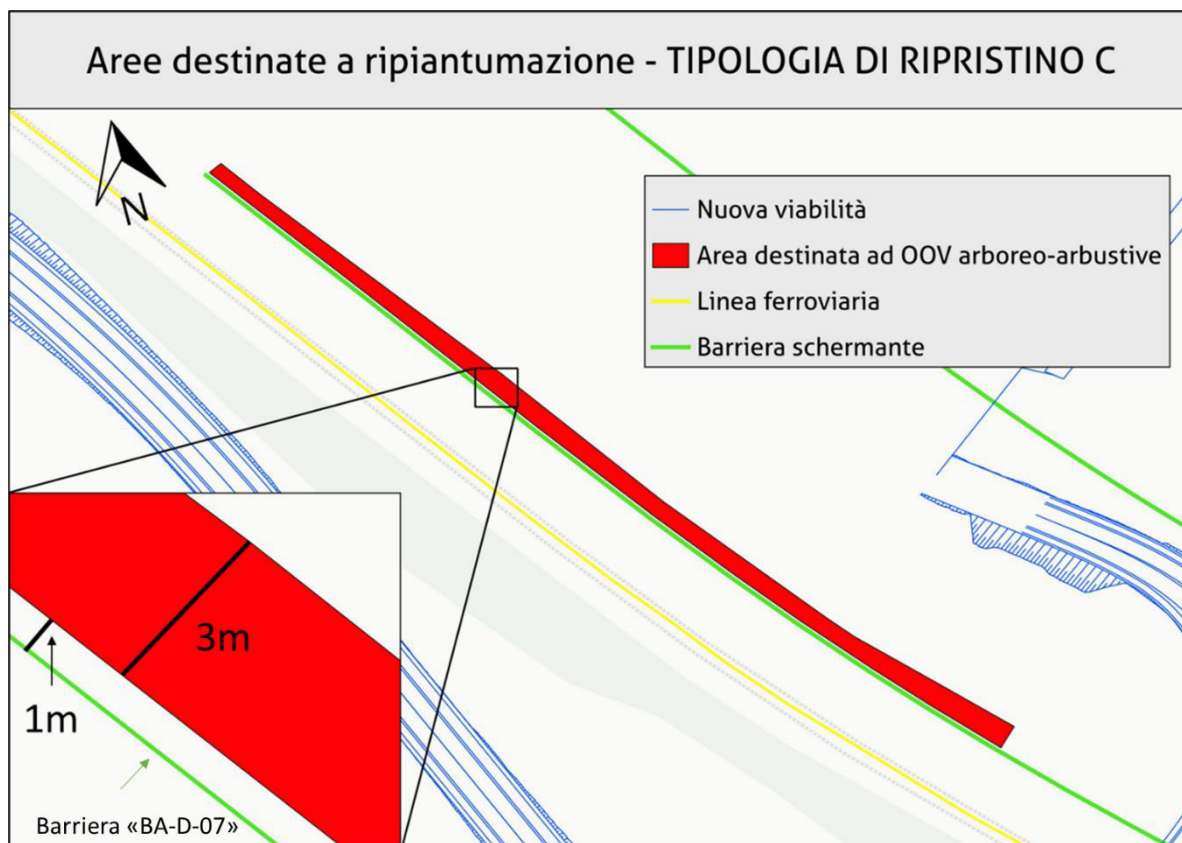 Aree destinate a ripiantumazione - TIPOLOGIA DI RIPRISTINO C
N
Nuova viabilità
Area destinata ad OOV arboreo-arbustive
Linea ferroviaria
Barriera schermante
3m
1m
Barriera «BA-D-07»